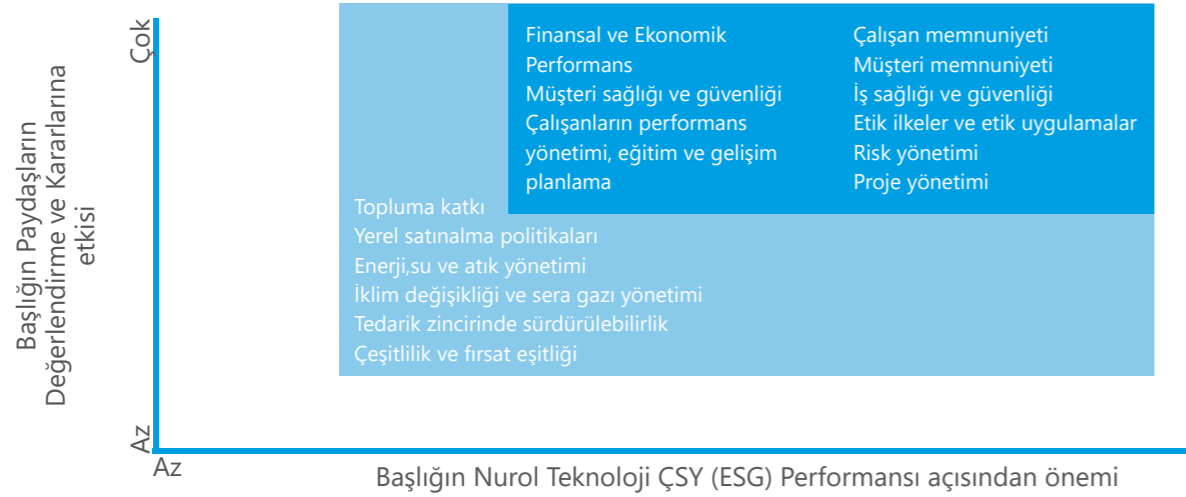 Çok
Başlığın Paydaşların
Değerlendirme ve Kararlarına
etkisi
Az
Finansal ve Ekonomik
Performans
Müşteri sağlığı ve güvenliği
Çalışanların performans
yönetimi, eğitim ve gelişim
planlama
Çalışan memnuniyeti
Müşteri memnuniyeti
İş sağlığı ve güvenliği
Etik ilkeler ve etik uygulamalar
Risk yönetimi
Proje yönetimi
Topluma katkı
Yerel satınalma politikaları
Enerji,su ve atık yönetimi
İklim değişikliği ve sera gazı yönetimi
Tedarik zincirinde sürdürülebilirlik
Çeşitlilik ve fırsat eşitliği
Az
Başlığın Nurol Teknoloji ÇSY (ESG) Performansı açısından önemi